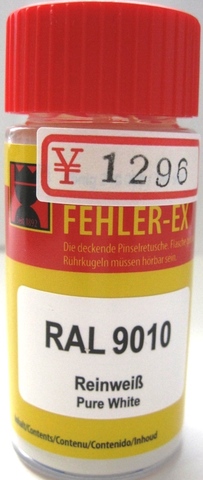 ¥ 1296
FEHLER-EX
Die deckende Pinselretusche.
Rührkugeln müssen hörbar sein.
RAL 9010
Reinweiß
Pure White
Inhalt/Contents/Contenu/Contenido/Inhoud